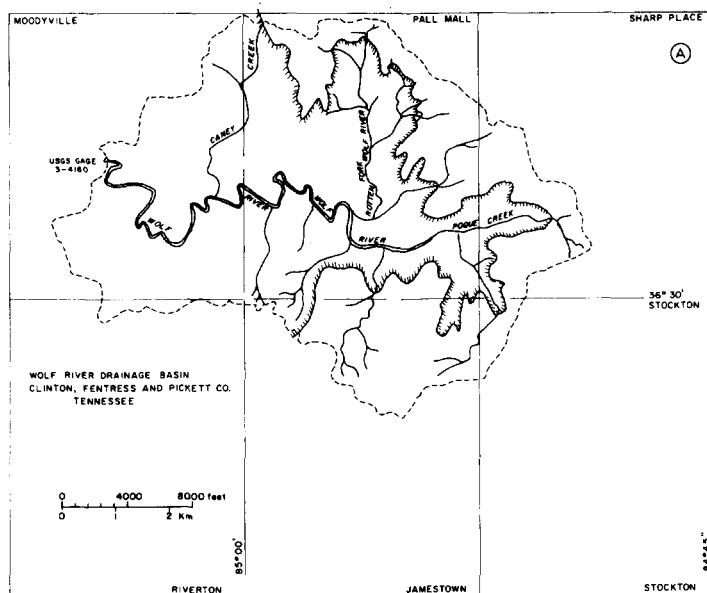 MOODYVILLE
PALL MALL
SHARP PLACE
A
CREEK
CANEY
ROTTEN FORK WOLF RIVER
USGS GAGE
3-4160
WOLF
RIVER
WOLF
RIVER
POGUE CREEK
36° 30'
STOCKTON
WOLF RIVER DRAINAGE BASIN
CLINTON, FENTRESS AND PICKETT CO.
TENNESSEE
0 4000 8000 feet
0 1 2 Km
85°00'
84°45"
RIVERTON
JAMESTOWN
STOCKTON